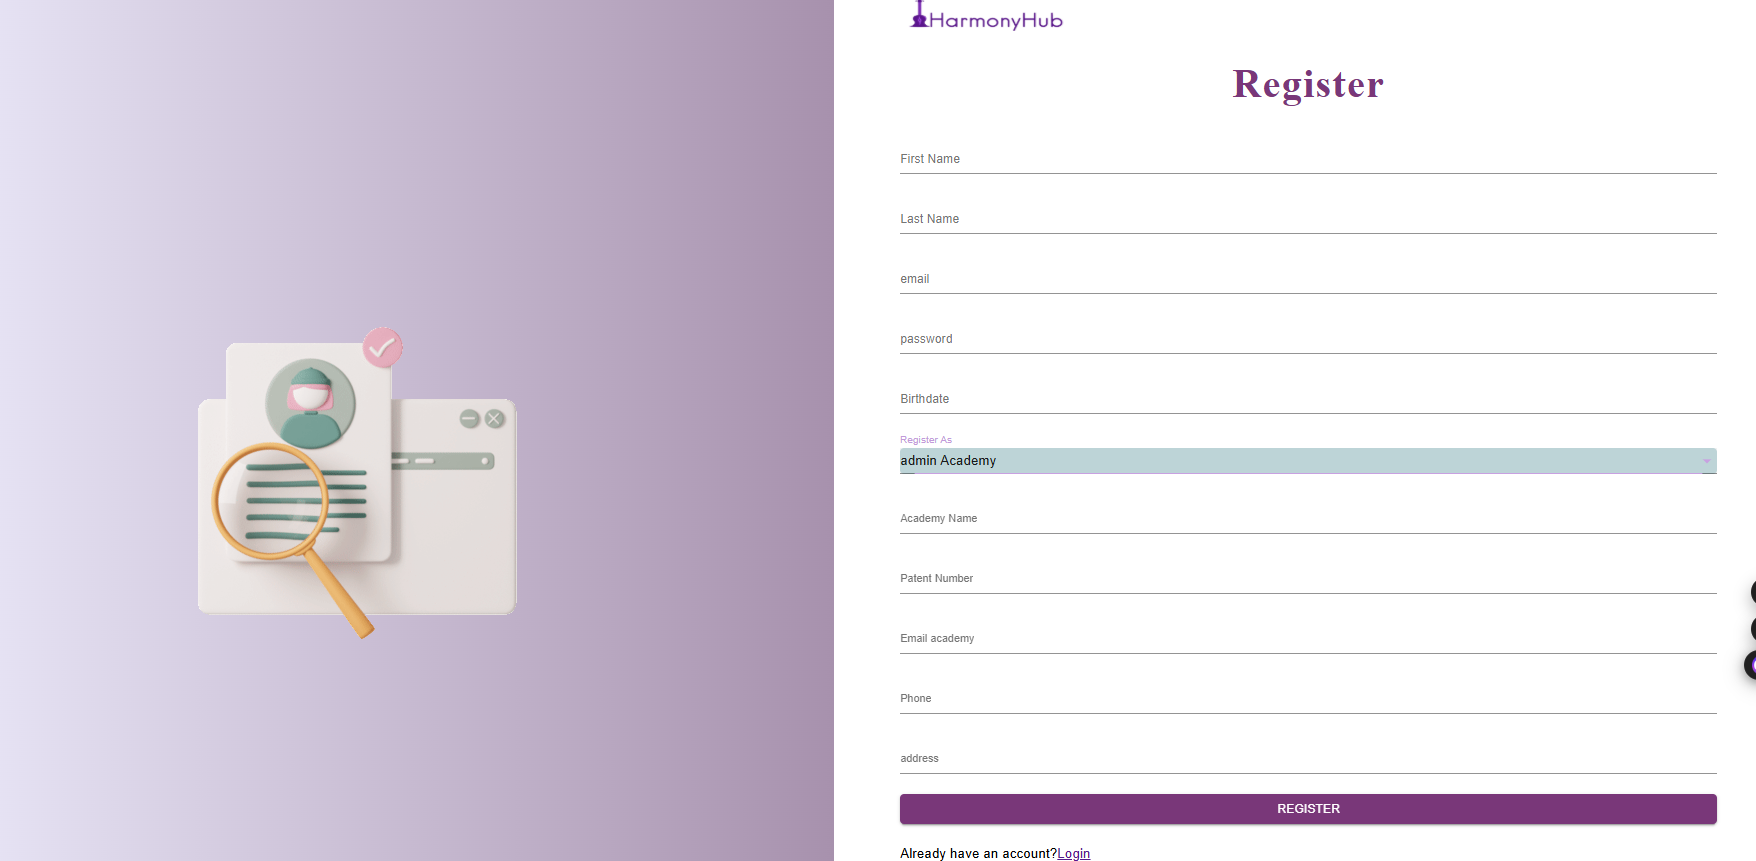 HarmonyHub
Register
First Name
Last Name
email
password
Birthdate
Register As
admin Academy
Academy Name
Patent Number
Email academy
Phone
address
REGISTER
Already have an account?Login